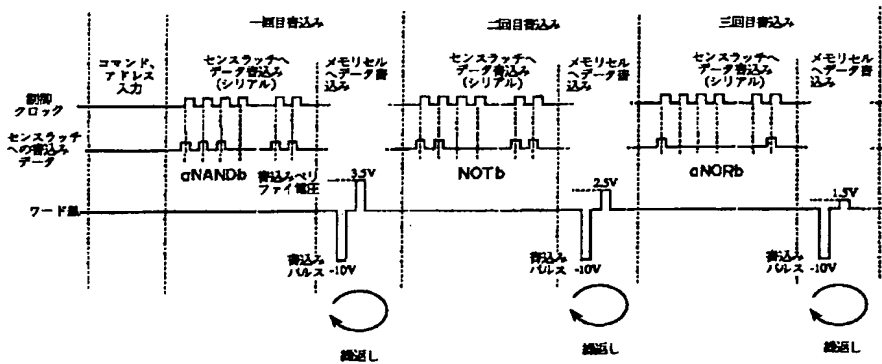 一回目書込み
二回目書込み
三回目書込み
コマンド、
アドレス
入力
センスラッチへ
データ書込み
(シリアル)
メモリセル
へデータ書
込み
センスラッチへ
データ書込み
(シリアル)
メモリセル
へデータ書
込み
センスラッチへ
データ書込み
(シリアル)
メモリセル
へデータ書
込み
制御
クロック
センスラッチ
への書込み
データ
aNANDb
書込みベリ
ファイ電圧
3.5V
NOTb
2.5V
aNORb
1.5V
ワード線
書込み
パルス
-10V
書込み
パルス
-10V
書込み
パルス
-10V
繰返し
繰返し
繰返し